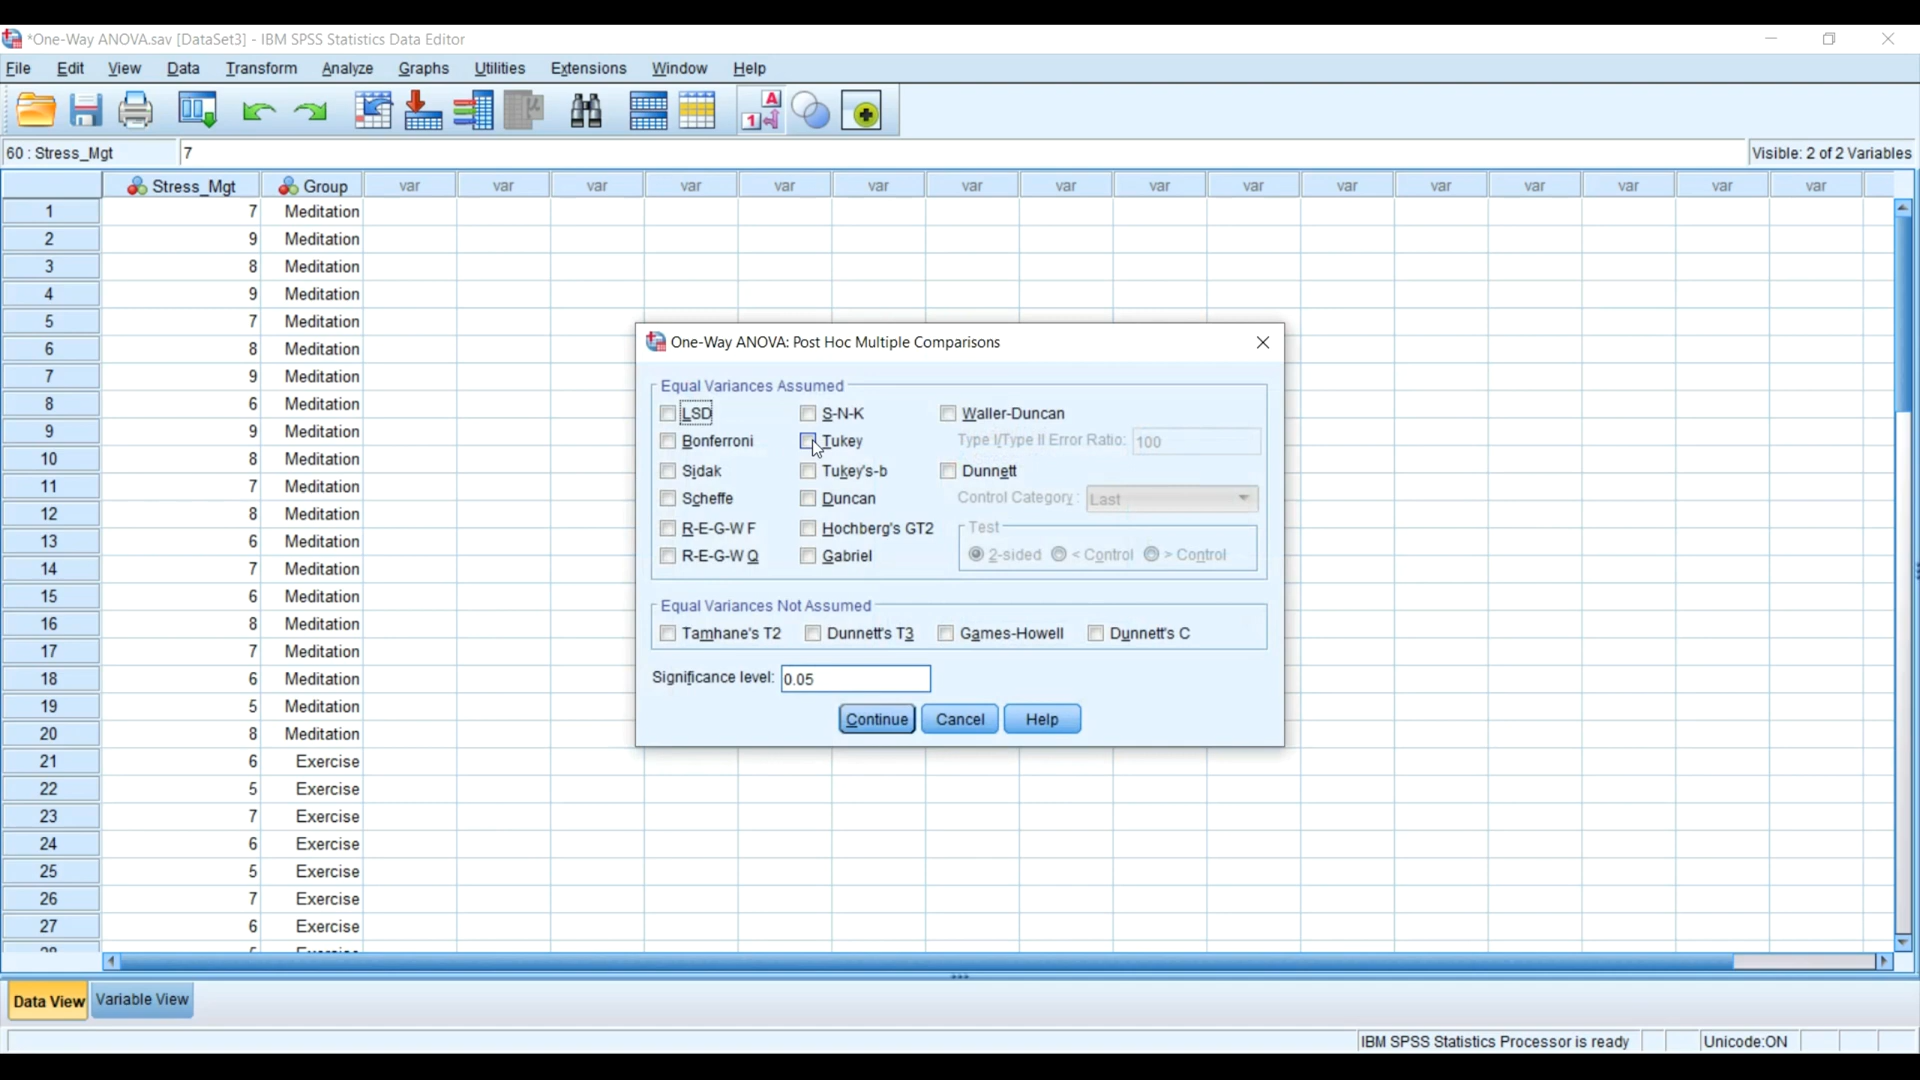 *One-Way ANOVA.sav [DataSet3] - IBM SPSS Statistics Data Editor
File Edit View Data Transform Analyze Graphs Utilities Extensions Window Help
60 : Stress_Mgt 7 Visible: 2 of 2 Variables
Stress_Mgt Group var var var var var var var var var var var var var var var var
1 7 Meditation
2 9 Meditation
3 8 Meditation
4 9 Meditation
5 7 Meditation
6 8 Meditation
7 9 Meditation
8 6 Meditation
9 9 Meditation
10 8 Meditation
11 7 Meditation
12 8 Meditation
13 6 Meditation
14 7 Meditation
15 6 Meditation
16 8 Meditation
17 7 Meditation
18 6 Meditation
19 5 Meditation
20 8 Meditation
21 6 Exercise
22 5 Exercise
23 7 Exercise
24 6 Exercise
25 5 Exercise
26 7 Exercise
27 6 Exercise
One-Way ANOVA: Post Hoc Multiple Comparisons
Equal Variances Assumed
LSD S-N-K Waller-Duncan
Bonferroni Tukey Type I/Type II Error Ratio: 100
Sidak Tukey's-b Dunnett
Scheffe Duncan Control Category : Last
R-E-G-W F Hochberg's GT2 Test
R-E-G-W Q Gabriel 2-sided < Control > Control
Equal Variances Not Assumed
Tamhane's T2 Dunnett's T3 Games-Howell Dunnett's C
Significance level: 0.05
Continue Cancel Help
Data View Variable View
IBM SPSS Statistics Processor is ready Unicode:ON